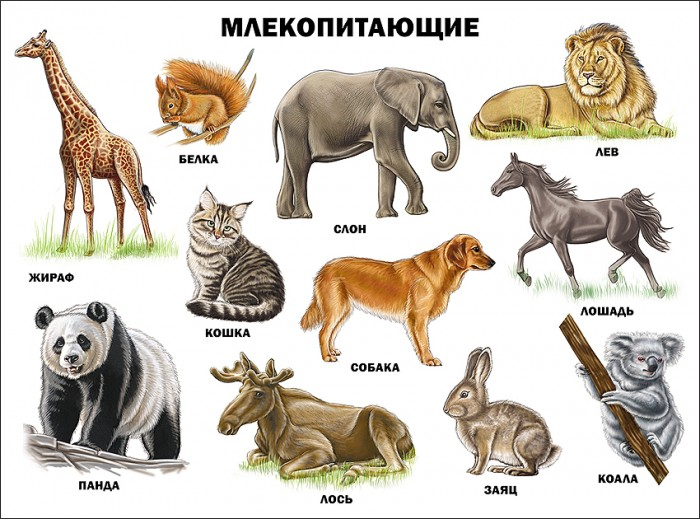 МЛЕКОПИТАЮЩИЕ
БЕЛКА
ЛЕВ
СЛОН
ЖИРАФ
КОШКА
СОБАКА
ЛОШАДЬ
ПАНДА
ЛОСЬ
ЗАЯЦ
КОАЛА